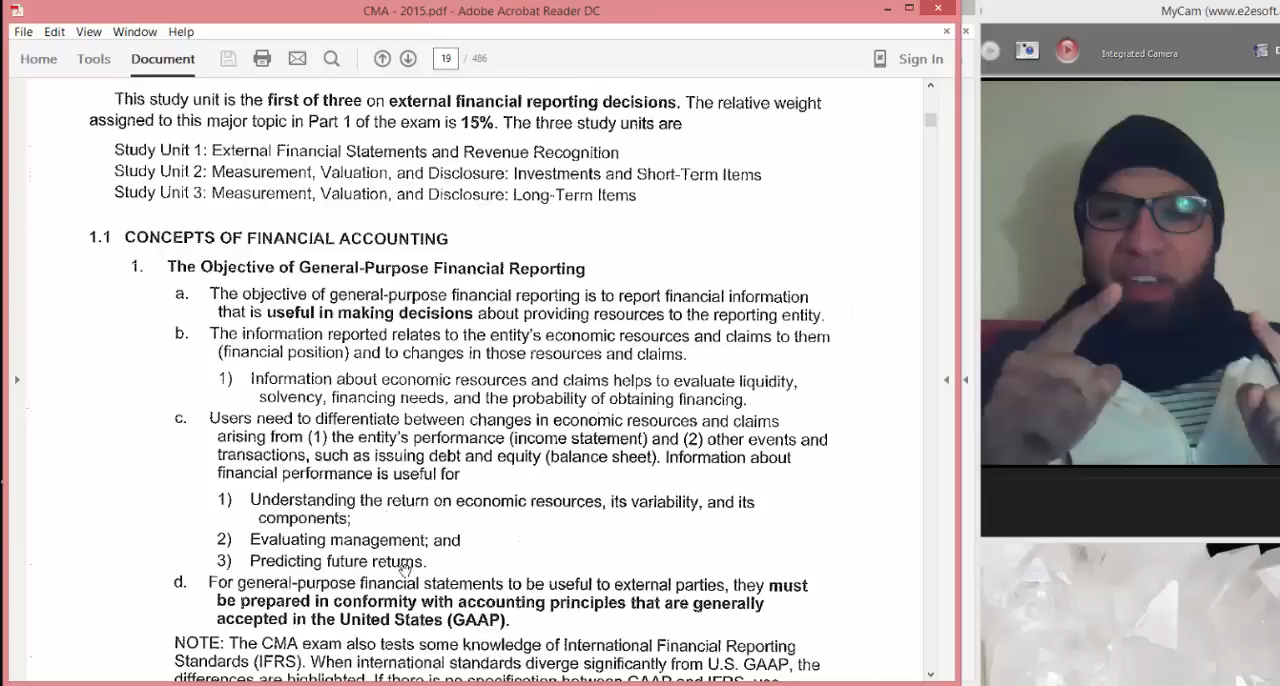 CMA - 2015.pdf - Adobe Acrobat Reader DC
MyCam (www.e2esoft.
File Edit View Window Help
Home Tools Document 19 / 486 Sign In
Integrated Camera
This study unit is the first of three on external financial reporting decisions. The relative weight
assigned to this major topic in Part 1 of the exam is 15%. The three study units are
Study Unit 1: External Financial Statements and Revenue Recognition
Study Unit 2: Measurement, Valuation, and Disclosure: Investments and Short-Term Items
Study Unit 3: Measurement, Valuation, and Disclosure: Long-Term Items
1.1 CONCEPTS OF FINANCIAL ACCOUNTING
1. The Objective of General-Purpose Financial Reporting
a. The objective of general-purpose financial reporting is to report financial information
that is useful in making decisions about providing resources to the reporting entity.
b. The information reported relates to the entity's economic resources and claims to them
(financial position) and to changes in those resources and claims.
1) Information about economic resources and claims helps to evaluate liquidity,
solvency, financing needs, and the probability of obtaining financing.
c. Users need to differentiate between changes in economic resources and claims
arising from (1) the entity's performance (income statement) and (2) other events and
transactions, such as issuing debt and equity (balance sheet). Information about
financial performance is useful for
1) Understanding the return on economic resources, its variability, and its
components;
2) Evaluating management; and
3) Predicting future returns.
d. For general-purpose financial statements to be useful to external parties, they must
be prepared in conformity with accounting principles that are generally
accepted in the United States (GAAP).
NOTE: The CMA exam also tests some knowledge of International Financial Reporting
Standards (IFRS). When international standards diverge significantly from U.S. GAAP, the
differences are highlighted. If there is no specification between GAAP and IFRS, use